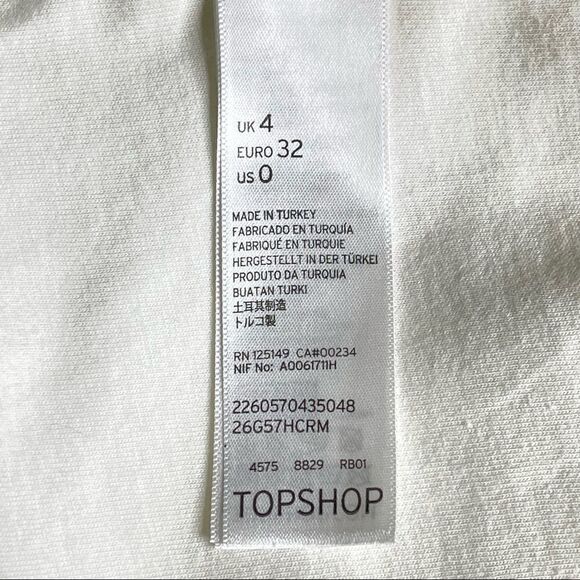 UK 4
EURO 32
US 0
MADE IN TURKEY
FABRICADO EN TURQUÍA
FABRIQUÉ EN TURQUIE
HERGESTELLT IN DER TÜRKEI
PRODUTO DA TURQUIA
BUATAN TURKI
土耳其制造
トルコ製
RN 125149 CA#00234
NIF No: A0061711H
2260570435048
26G57HCRM
4575 8829 RB01
TOPSHOP